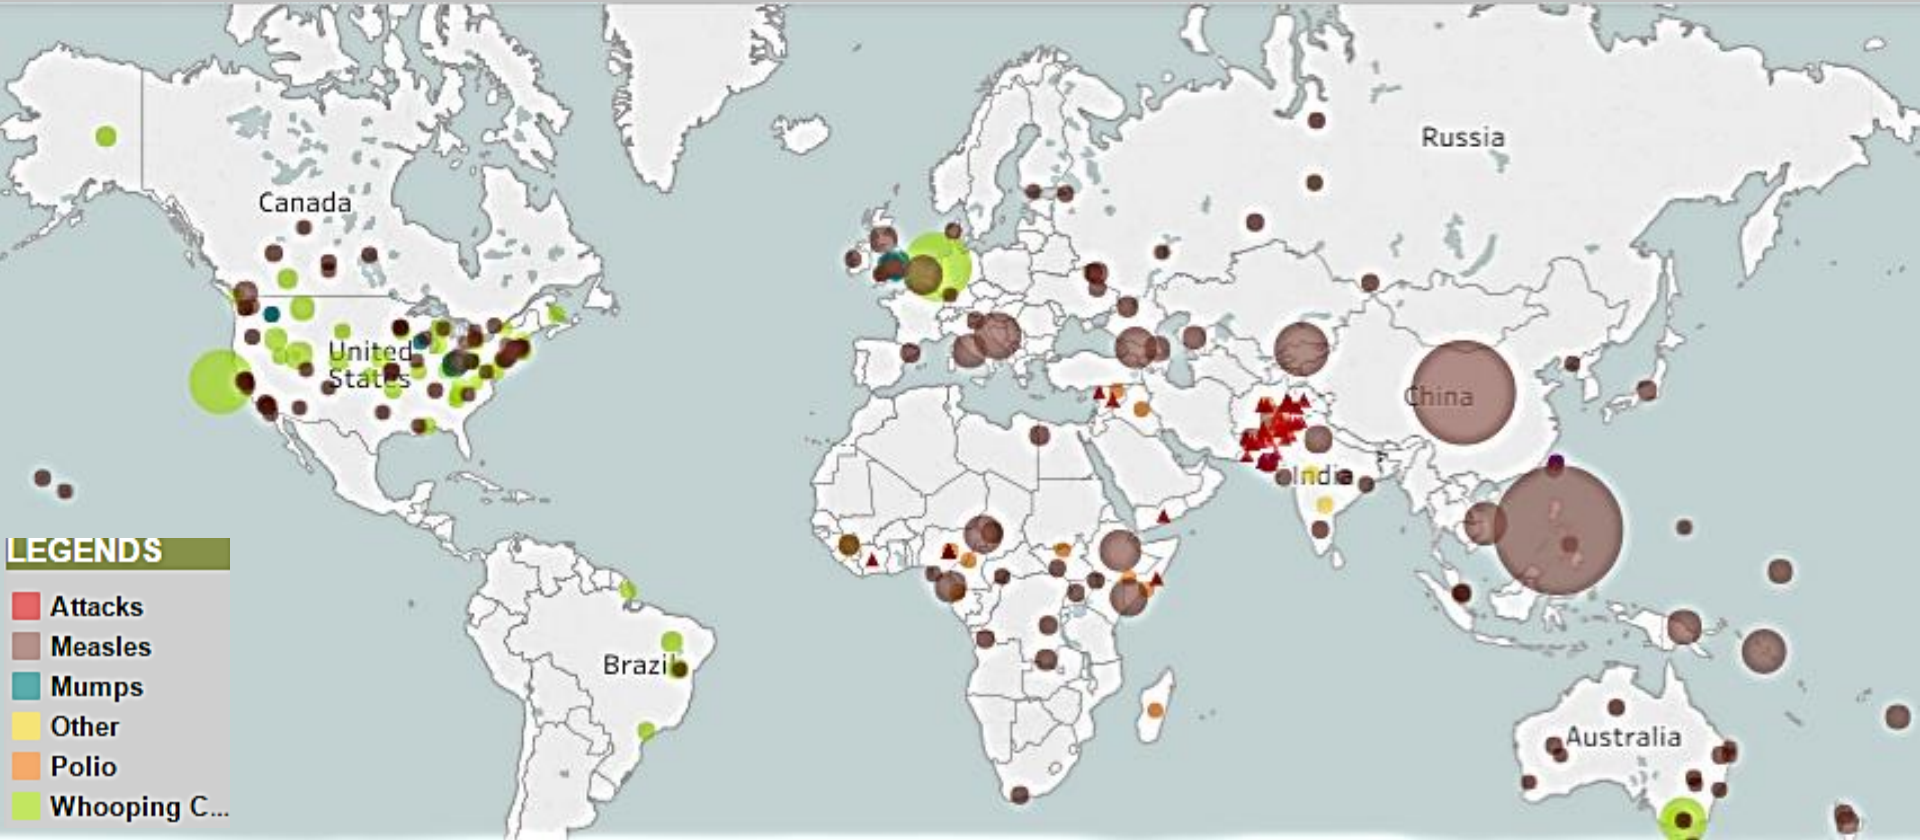 Russia
Canada
United
States
China
India
Brazil
Australia
LEGENDS
Attacks
Measles
Mumps
Other
Polio
Whooping C...